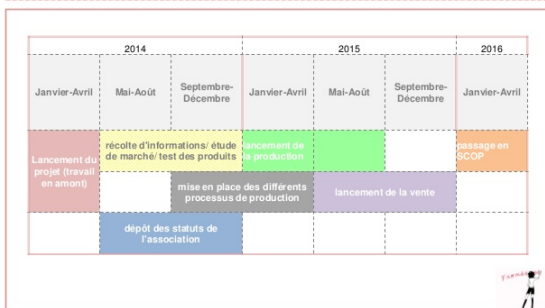 2014 2015 2016
Janvier-Avril Mai-Août Septembre-
Décembre Janvier-Avril Mai-Août Septembre-
Décembre Janvier-Avril
Lancement du
projet (travail
en amont)
récolte d'informations/ étude
de marché/ test des produits
lancement de
la production
passage en
SCOP
mise en place des différents
processus de production
lancement de la vente
dépôt des statuts de
l'association